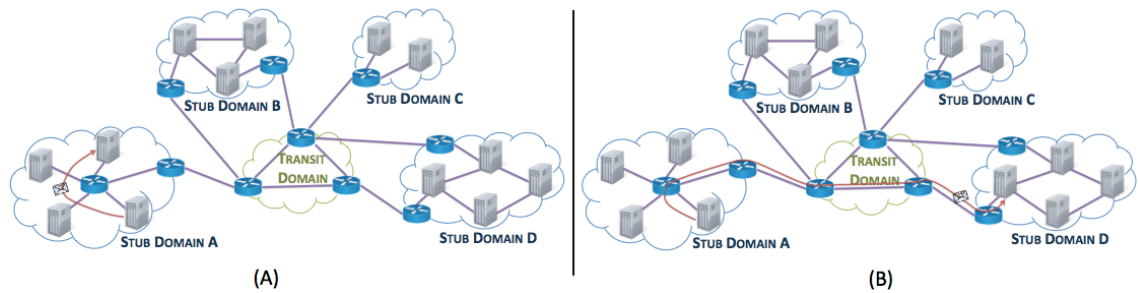 STUB DOMAIN B
STUB DOMAIN C
TRANSIT
DOMAIN
STUB DOMAIN A
STUB DOMAIN D
(A)
STUB DOMAIN B
STUB DOMAIN C
TRANSIT
DOMAIN
STUB DOMAIN A
STUB DOMAIN D
(B)